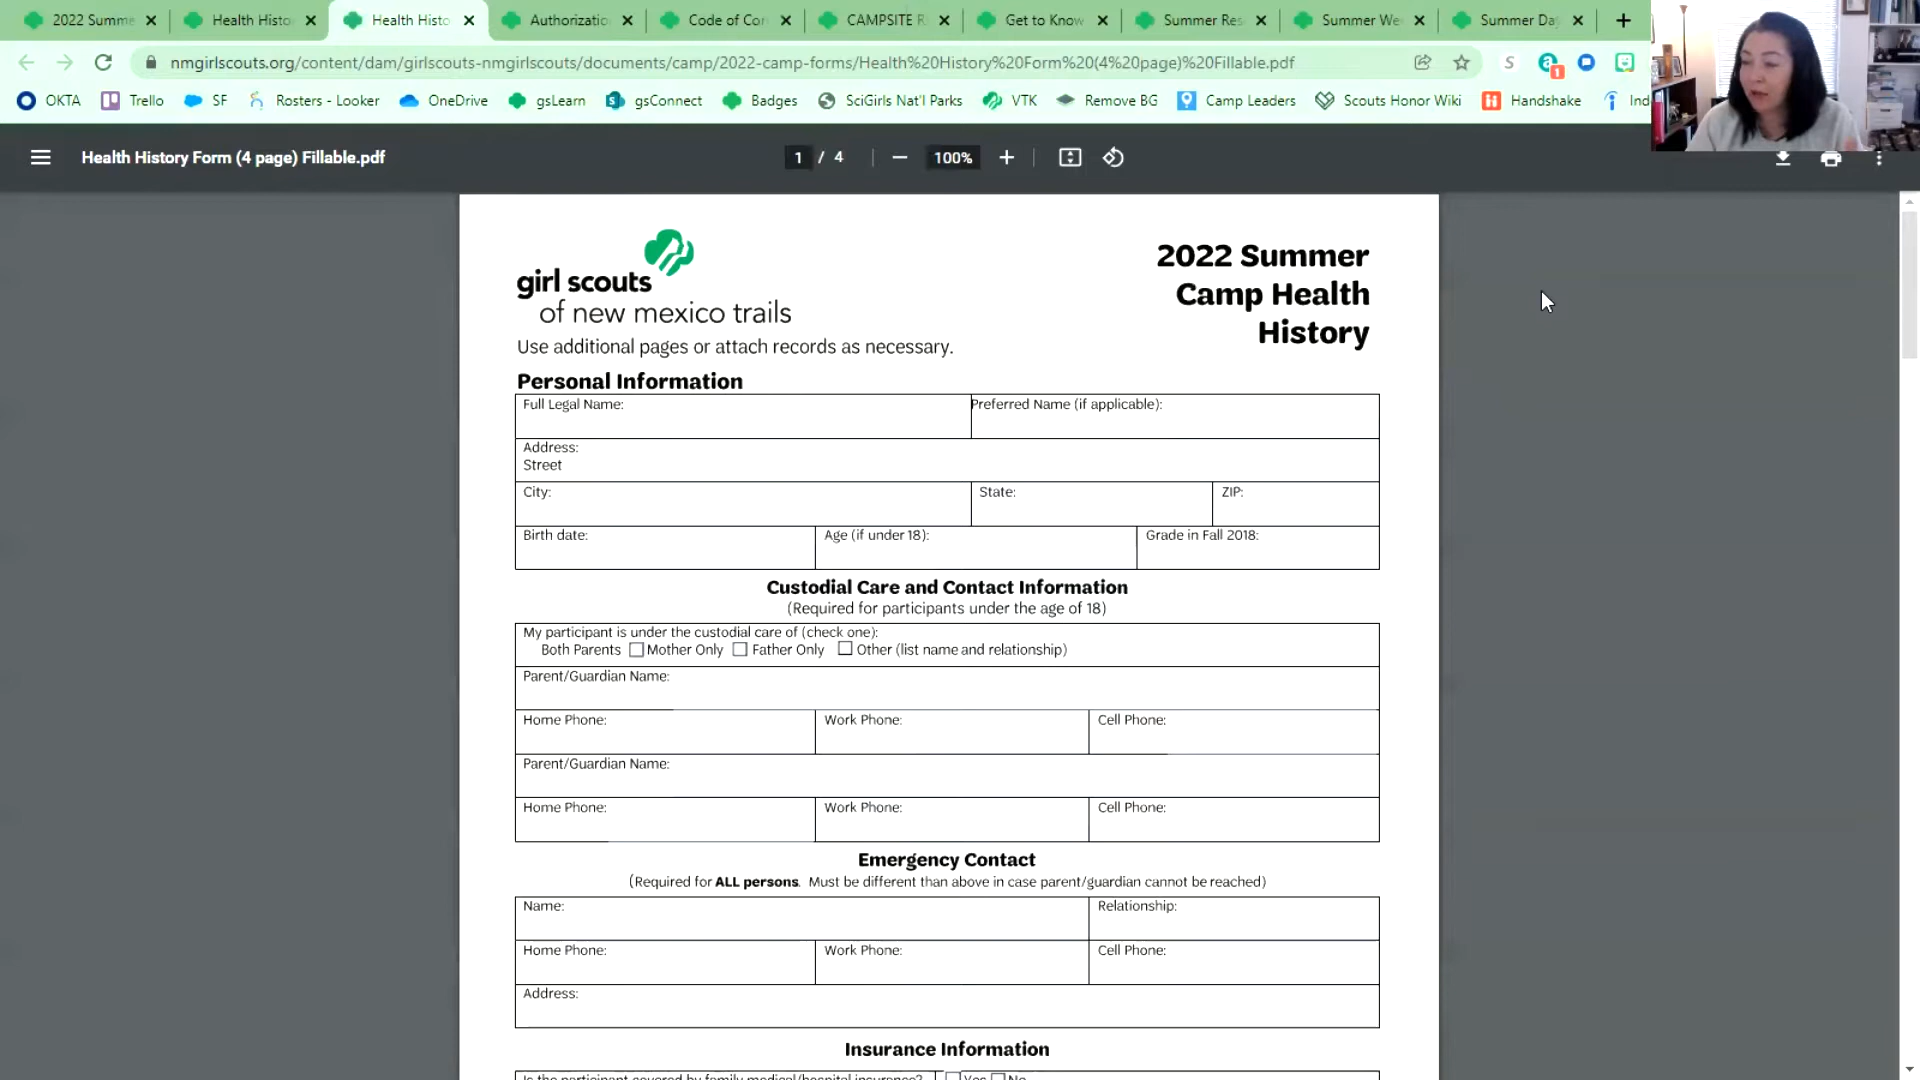 2022 Summe
Health Histo
Health Histo
Authorizatio
Code of Con
CAMPSITE R
Get to Know
Summer Res
Summer We
Summer Da
nmgirlscouts.org/content/dam/girlscouts-nmgirlscouts/documents/camp/2022-camp-forms/Health%20History%20Form%20(4%20page)%20Fillable.pdf
OKTA
Trello
SF
Rosters - Looker
OneDrive
gsLearn
gsConnect
Badges
SciGirls Nat'l Parks
VTK
Remove BG
Camp Leaders
Scouts Honor Wiki
Handshake
Ind
Health History Form (4 page) Fillable.pdf
1 / 4
100%
girl scouts
of new mexico trails
2022 Summer
Camp Health
History
Use additional pages or attach records as necessary.
Personal Information
Full Legal Name:
Preferred Name (if applicable):
Address:
Street
City:
State:
ZIP:
Birth date:
Age (if under 18):
Grade in Fall 2018:
Custodial Care and Contact Information
(Required for participants under the age of 18)
My participant is under the custodial care of (check one):
Both Parents Mother Only Father Only Other (list name and relationship)
Parent/Guardian Name:
Home Phone:
Work Phone:
Cell Phone:
Parent/Guardian Name:
Home Phone:
Work Phone:
Cell Phone:
Emergency Contact
(Required for ALL persons. Must be different than above in case parent/guardian cannot be reached)
Name:
Relationship:
Home Phone:
Work Phone:
Cell Phone:
Address:
Insurance Information
Is the participant covered by family medical/hospital insurance? Yes No